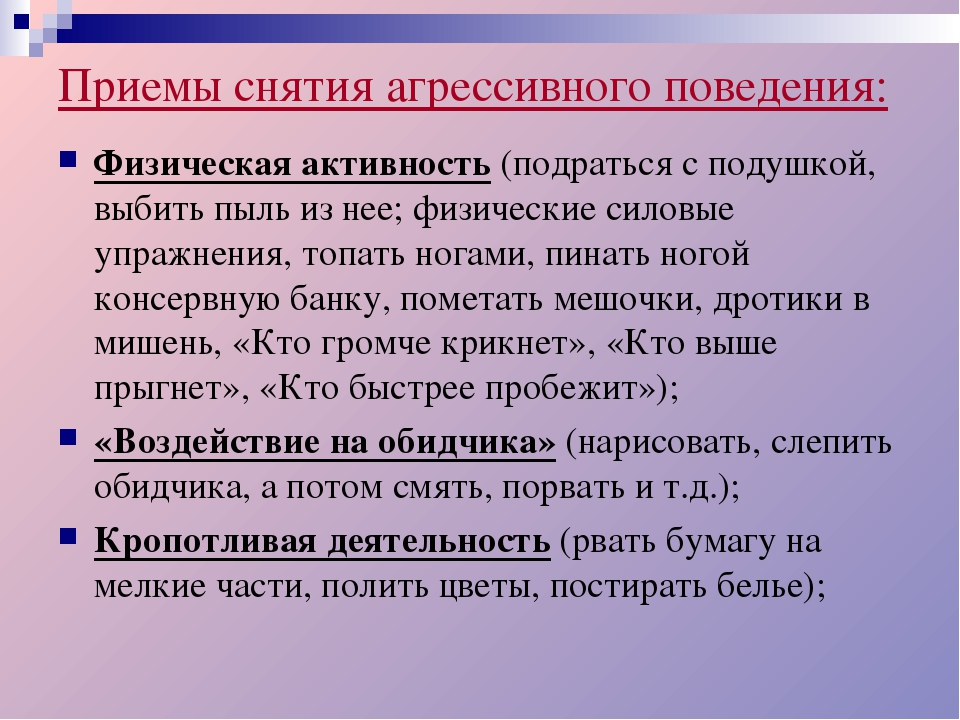 Приемы снятия агрессивного поведения:
Физическая активность (подраться с подушкой,
выбить пыль из нее; физические силовые
упражнения, топать ногами, пинать ногой
консервную банку, пометать мешочки, дротики в
мишень, «Кто громче крикнет», «Кто выше
прыгнет», «Кто быстрее пробежит»);
«Воздействие на обидчика» (нарисовать, слепить
обидчика, а потом смять, порвать и т.д.);
Кропотливая деятельность (рвать бумагу на
мелкие части, полить цветы, постирать белье);